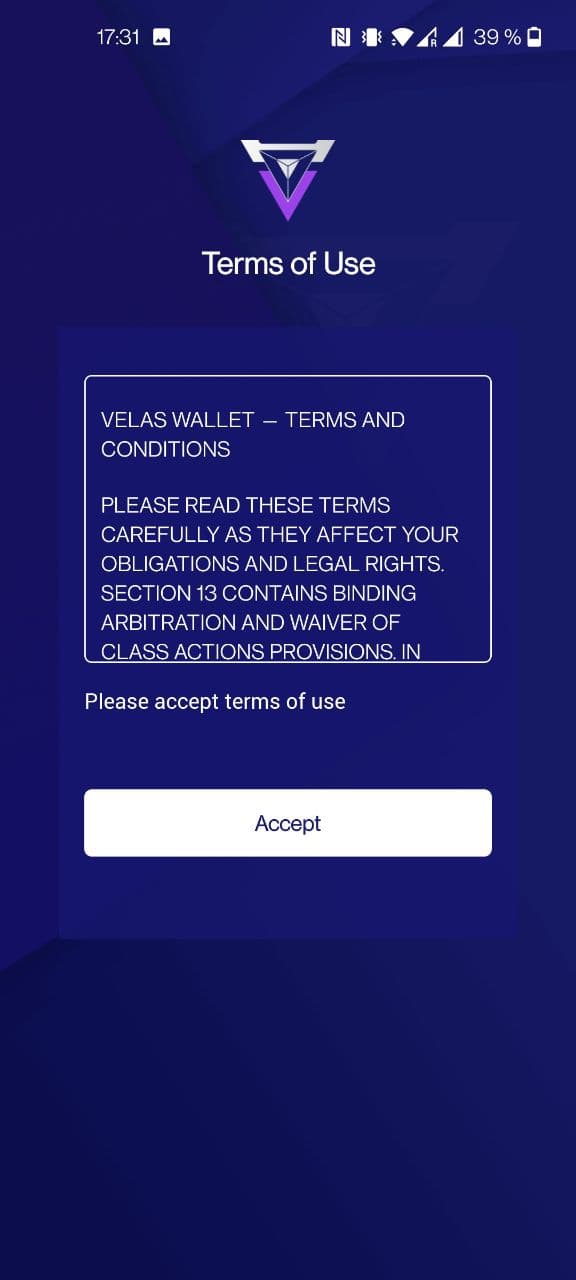 17:31
39 %
Terms of Use
VELAS WALLET – TERMS AND
CONDITIONS
PLEASE READ THESE TERMS
CAREFULLY AS THEY AFFECT YOUR
OBLIGATIONS AND LEGAL RIGHTS.
SECTION 13 CONTAINS BINDING
ARBITRATION AND WAIVER OF
CLASS ACTIONS PROVISIONS. IN
Please accept terms of use
Accept